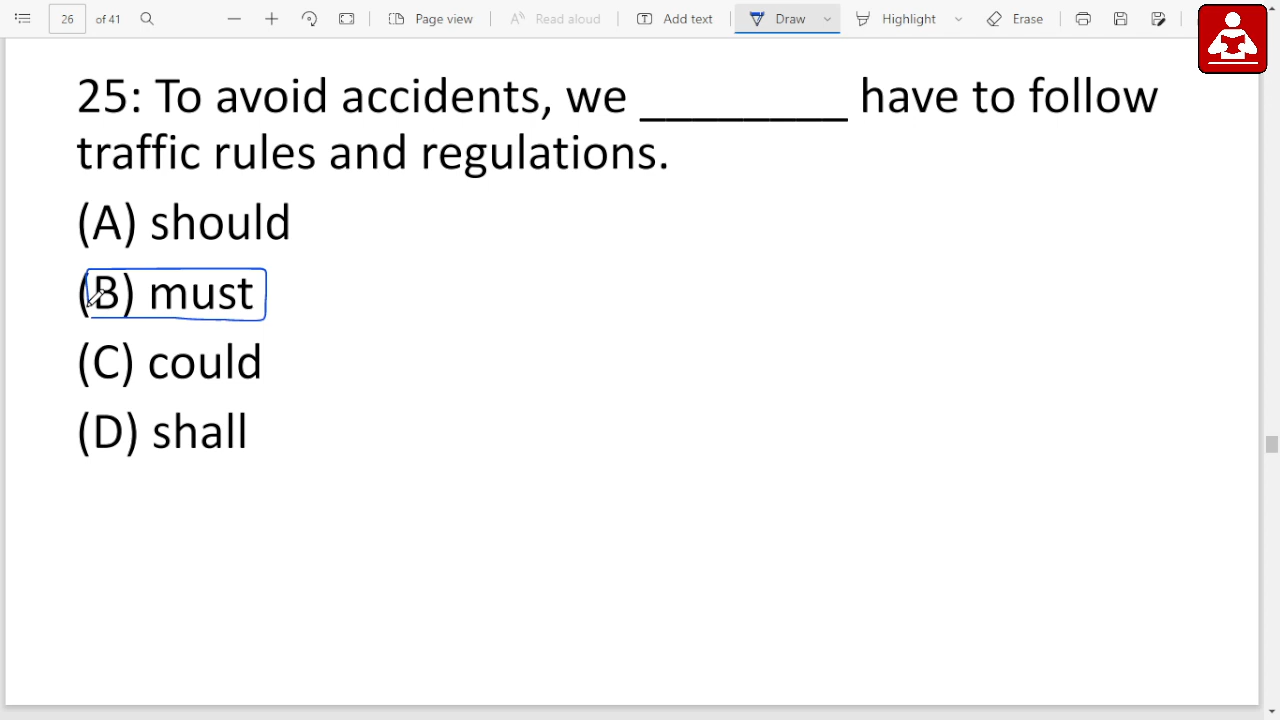 26 of 41 Page view Read aloud Add text Draw Highlight Erase
25: To avoid accidents, we ________ have to follow
traffic rules and regulations.
(A) should
(B) must
(C) could
(D) shall